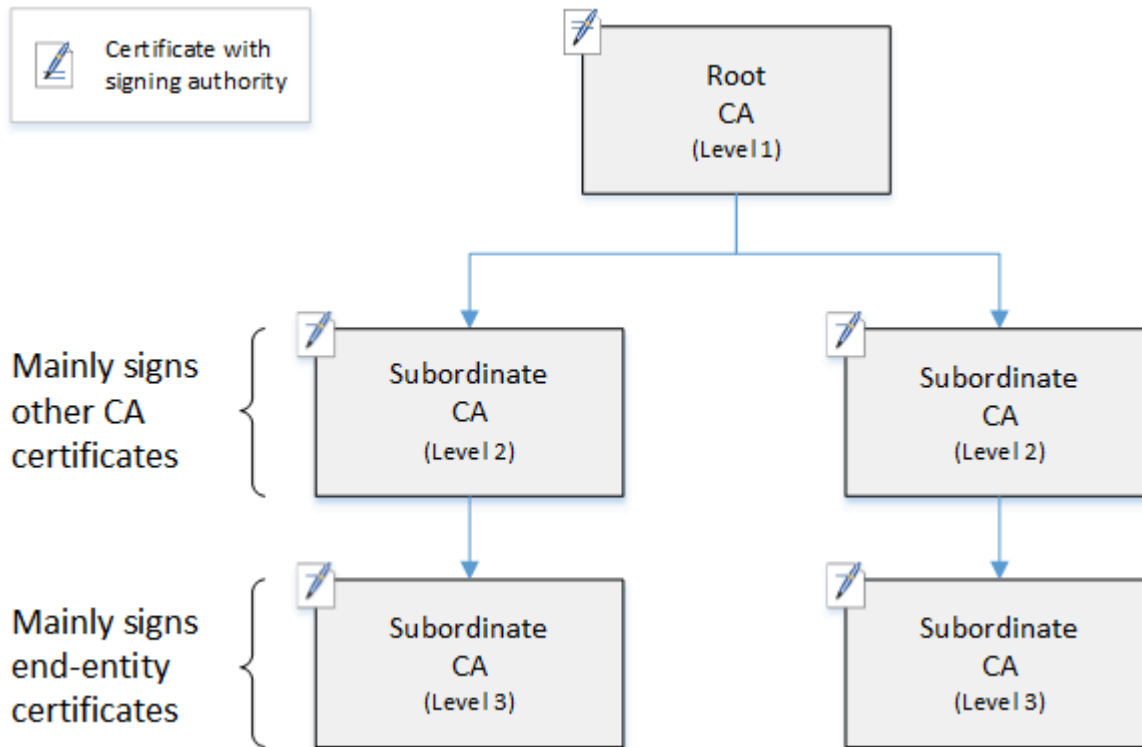 Certificate with
signing authority
Root
CA
(Level 1)
Mainly signs
other CA
certificates
Subordinate
CA
(Level 2)
Subordinate
CA
(Level 2)
Mainly signs
end-entity
certificates
Subordinate
CA
(Level 3)
Subordinate
CA
(Level 3)